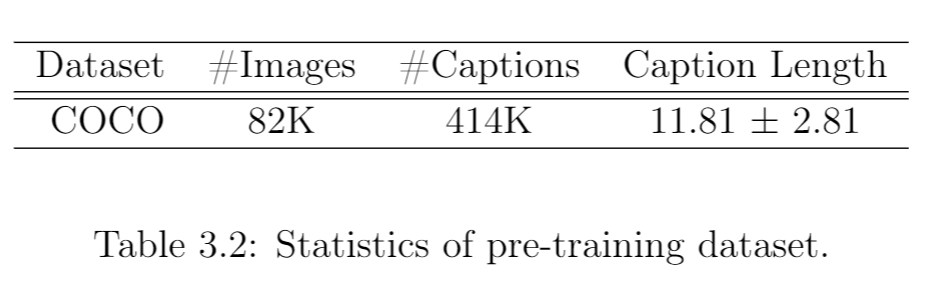 Dataset #Images #Captions Caption Length
COCO 82K 414K 11.81 ± 2.81
Table 3.2: Statistics of pre-training dataset.